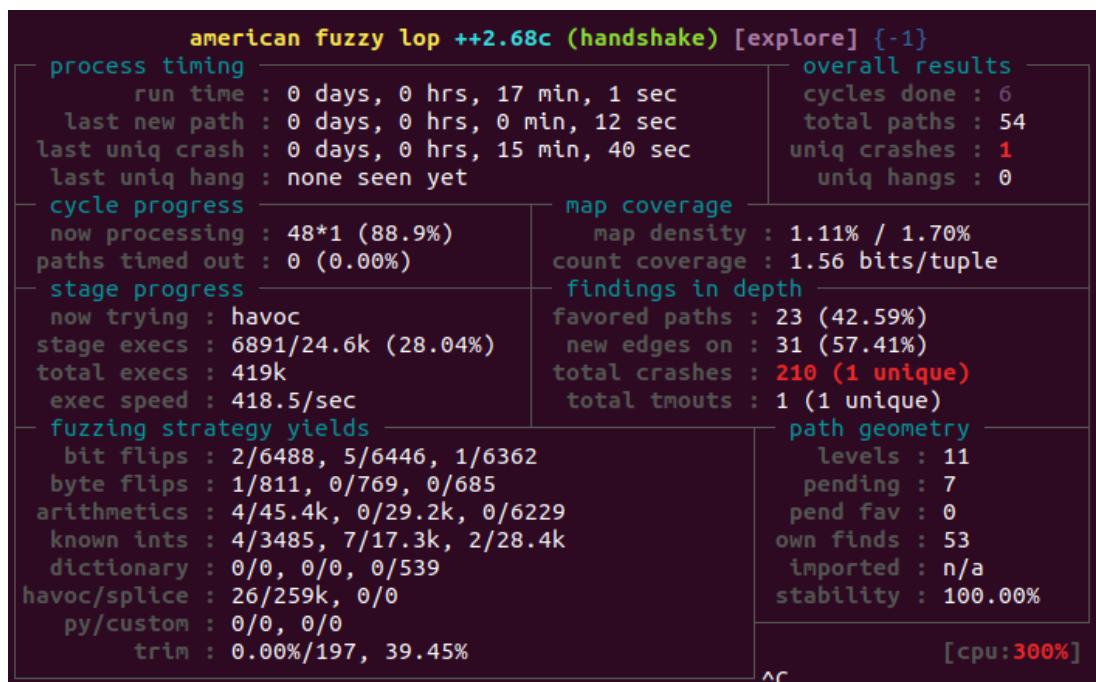 american fuzzy lop ++2.68c (handshake) [explore] {-1}
process timing overall results
run time : 0 days, 0 hrs, 17 min, 1 sec cycles done : 6
last new path : 0 days, 0 hrs, 0 min, 12 sec total paths : 54
last uniq crash : 0 days, 0 hrs, 15 min, 40 sec uniq crashes : 1
last uniq hang : none seen yet uniq hangs : 0
cycle progress map coverage
now processing : 48*1 (88.9%) map density : 1.11% / 1.70%
paths timed out : 0 (0.00%) count coverage : 1.56 bits/tuple
stage progress findings in depth
now trying : havoc favored paths : 23 (42.59%)
stage execs : 6891/24.6k (28.04%) new edges on : 31 (57.41%)
total execs : 419k total crashes : 210 (1 unique)
exec speed : 418.5/sec total tmouts : 1 (1 unique)
fuzzing strategy yields path geometry
bit flips : 2/6488, 5/6446, 1/6362 levels : 11
byte flips : 1/811, 0/769, 0/685 pending : 7
arithmetics : 4/45.4k, 0/29.2k, 0/6229 pend fav : 0
known ints : 4/3485, 7/17.3k, 2/28.4k own finds : 53
dictionary : 0/0, 0/0, 0/539 imported : n/a
havoc/splice : 26/259k, 0/0 stability : 100.00%
py/custom : 0/0, 0/0
trim : 0.00%/197, 39.45% [cpu:300%]
^C